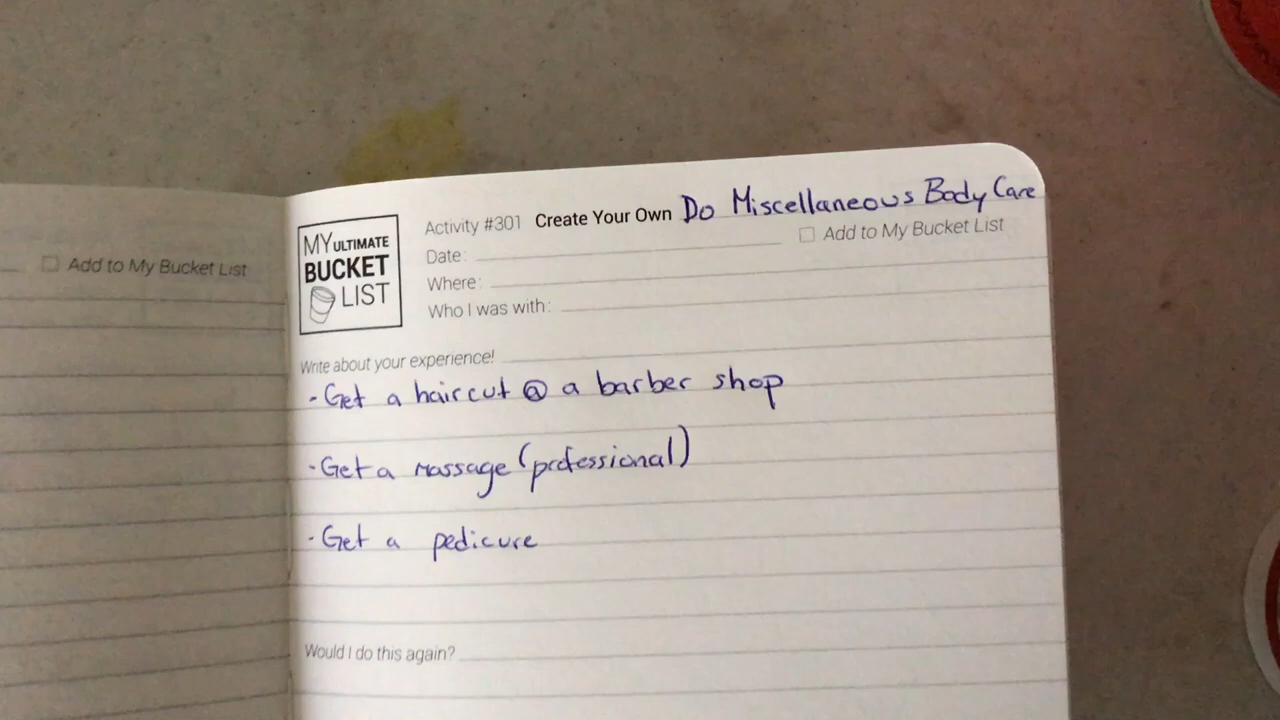 Add to My Bucket List
MY ULTIMATE
BUCKET
LIST
Activity #301 Create Your Own Do Miscellaneous Body Care
Date: Add to My Bucket List
Where:
Who I was with:
Write about your experience!
- Get a haircut @ a barber shop
- Get a massage (professional)
- Get a pedicure
Would I do this again?